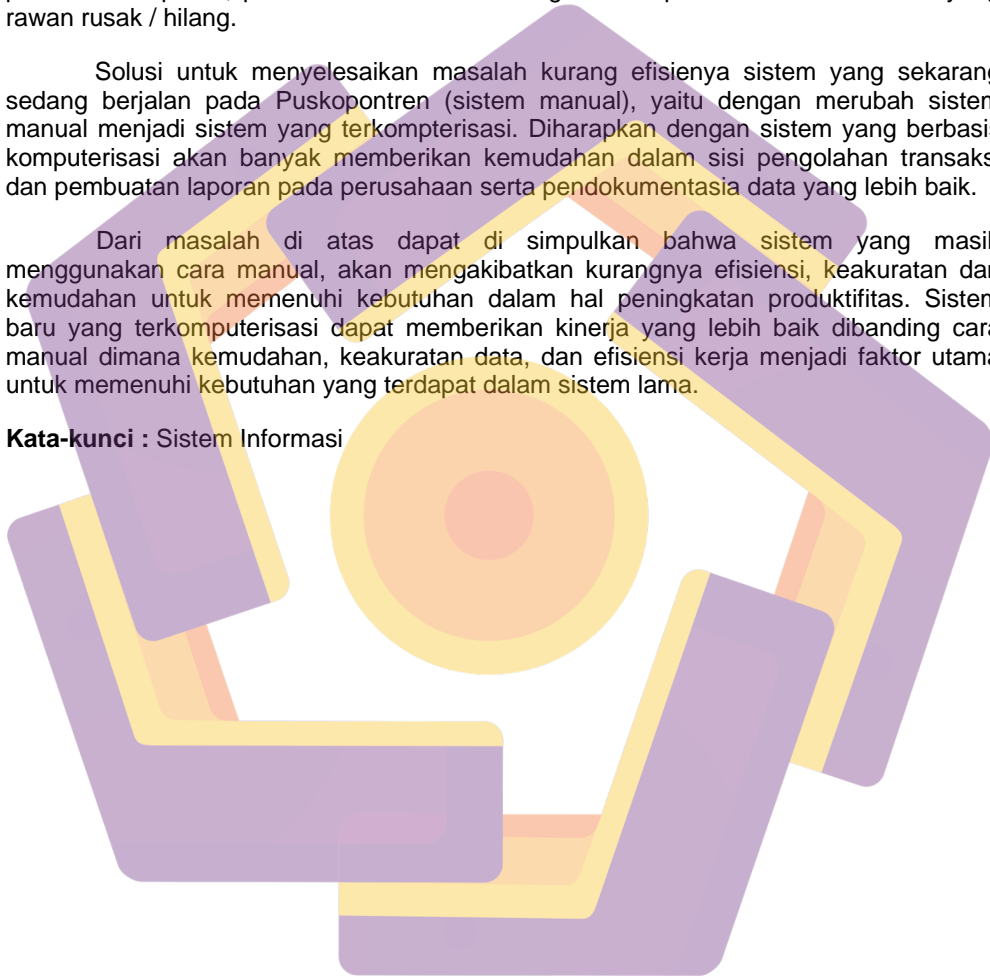 rawan rusak / hilang.
Solusi untuk menyelesaikan masalah kurang efisienya sistem yang sekarang
sedang berjalan pada Puskopontren (sistem manual), yaitu dengan merubah sistem
manual menjadi sistem yang terkompterisasi. Diharapkan dengan sistem yang berbasis
komputerisasi akan banyak memberikan kemudahan dalam sisi pengolahan transaksi
dan pembuatan laporan pada perusahaan serta pendokumentasia data yang lebih baik.
Dari masalah di atas dapat di simpulkan bahwa sistem yang masih
menggunakan cara manual, akan mengakibatkan kurangnya efisiensi, keakuratan dan
kemudahan untuk memenuhi kebutuhan dalam hal peningkatan produktifitas. Sistem
baru yang terkomputerisasi dapat memberikan kinerja yang lebih baik dibanding cara
manual dimana kemudahan, keakuratan data, dan efisiensi kerja menjadi faktor utama
untuk memenuhi kebutuhan yang terdapat dalam sistem lama.
Kata-kunci : Sistem Informasi